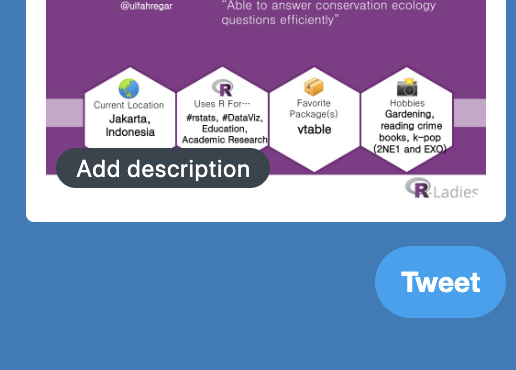 @ulfahregar
"Able to answer conservation ecology
questions efficiently"
Current Location
Jakarta,
Indonesia
R
Uses R For...
#rstats, #DataViz,
Education,
Academic Research
Favorite
Package(s)
vtable
Hobbies
Gardening,
reading crime
books, k-pop
(2NE1 and EXO)
Add description
R-Ladies
Tweet